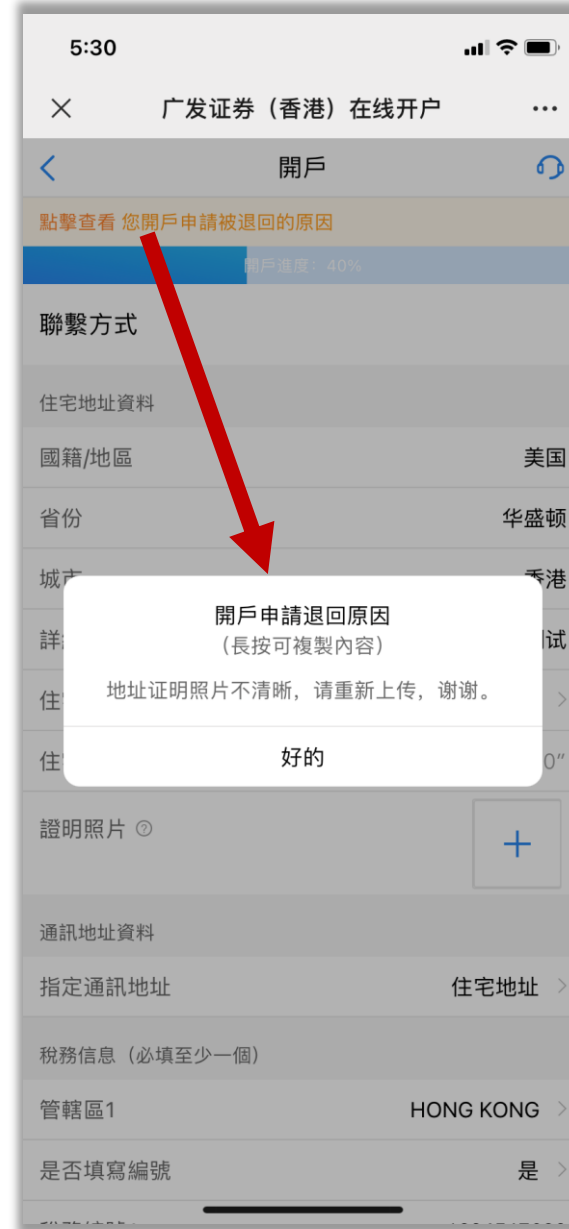 5:30
广发证券（香港）在线开户
開戶
點擊查看 您開戶申請被退回的原因
開戶進度：40%
聯繫方式
住宅地址資料
國籍/地區 美国
省份 华盛顿
城市 香港
開戶申請退回原因
詳 试
（長按可複製內容）
住
地址证明照片不清晰，请重新上传，谢谢。
住 0"
好的
證明照片
通訊地址資料
指定通訊地址 住宅地址
稅務信息（必填至少一個）
管轄區1 HONG KONG
是否填寫編號 是